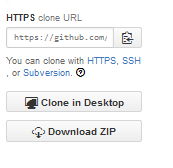 HTTPS clone URL
https://github.com/
You can clone with HTTPS, SSH
, or Subversion.
Clone in Desktop
Download ZIP